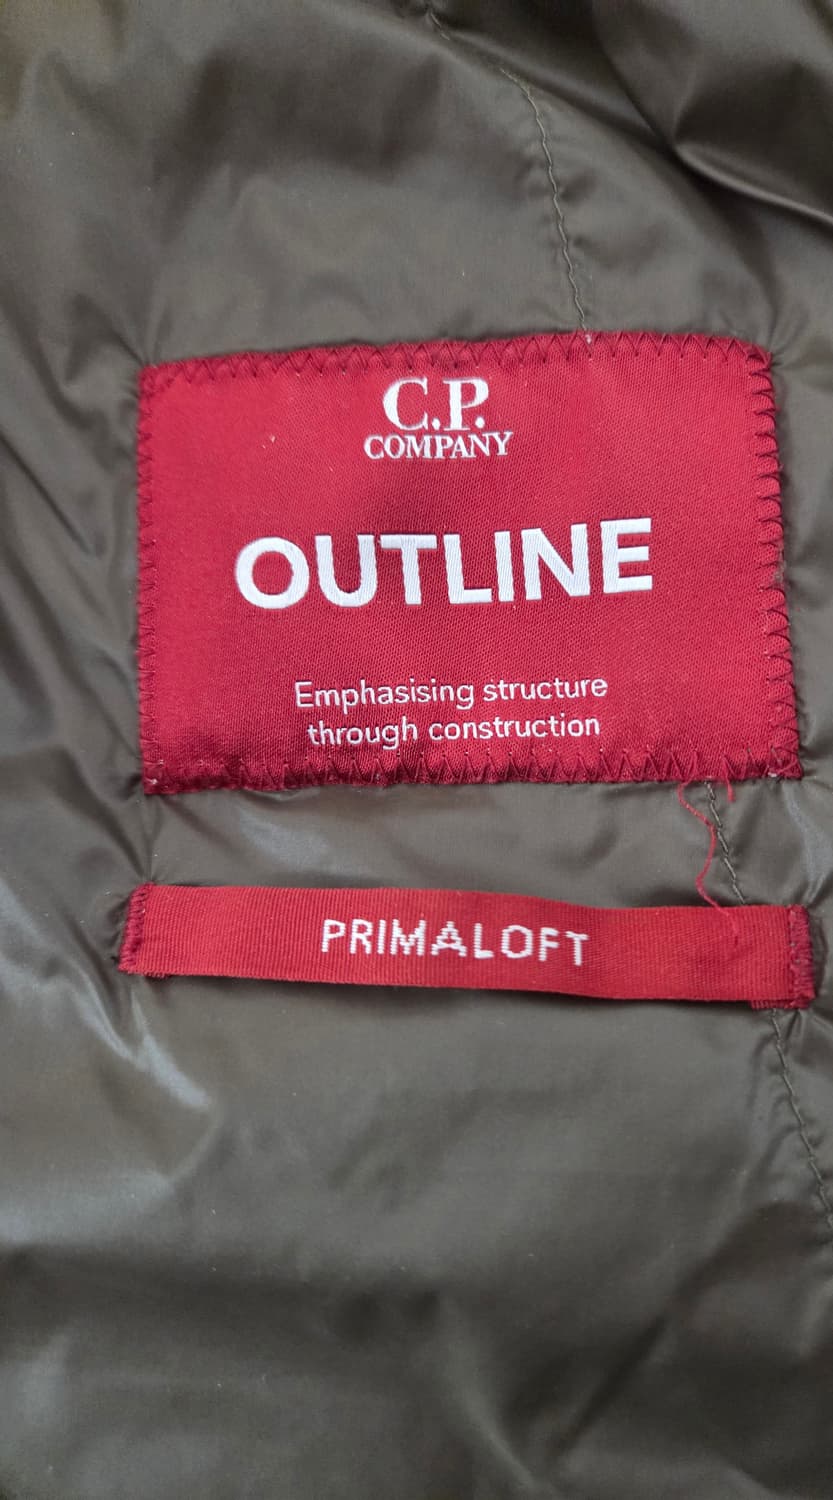 C.P.
COMPANY
OUTLINE
Emphasising structure
through construction
PRIMALOFT